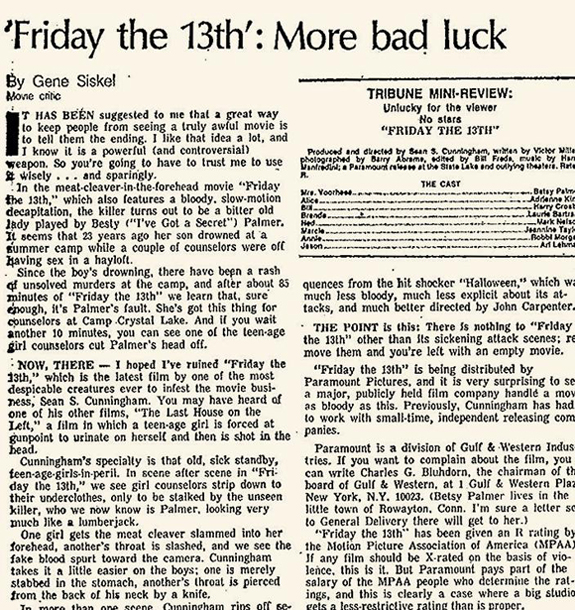 'Friday the 13th': More bad luck
By Gene Siskel
Movie critic
IT HAS BEEN suggested to me that a great way
to keep people from seeing a truly awful movie is
to tell them the ending. I like that idea a lot, and
I know it is a powerful (and controversial)
weapon. So you're going to have to trust me to use
it wisely . . . and sparingly.
In the meat-cleaver-in-the-forehead movie "Friday
the 13th," which also features a bloody, slow-motion
decapitation, the killer turns out to be a bitter old
lady played by Besty ("I've Got a Secret") Palmer.
It seems that 23 years ago her son drowned at a
summer camp while a couple of counselors were off
having sex in a hayloft.
Since the boy's drowning, there have been a rash
of unsolved murders at the camp, and after about 85
minutes of "Friday the 13th" we learn that, sure
enough, it's Palmer's fault. She's got this thing for
counselors at Camp Crystal Lake. And if you wait
another 10 minutes, you can see one of the teen-age
girl counselors cut Palmer's head off.
NOW, THERE — I hoped I've ruined "Friday the
13th," which is the latest film by one of the most
despicable creatures ever to infest the movie busi-
ness, Sean S. Cunningham. You may have heard of
one of his other films, "The Last House on the
Left," a film in which a teen-age girl is forced at
gunpoint to urinate on herself and then is shot in the
head.
Cunningham's specialty is that old, sick standby,
teen-age-girls-in-peril. In scene after scene in "Fri-
day the 13th," we see girl counselors strip down to
their underclothes, only to be stalked by the unseen
killer, who we now know is Palmer, looking very
much like a lumberjack.
One girl gets the meat cleaver slammed into her
forehead, another's throat is slashed, and we see the
fake blood spurt toward the camera. Cunningham
takes it a little easier on the boys; one is merely
stabbed in the stomach, another's throat is pierced
from the back of his neck by a knife.
In more than one scene, Cunningham rips off se-
TRIBUNE MINI-REVIEW:
Unlucky for the viewer
No stars
"FRIDAY THE 13TH"
Produced and directed by Sean S. Cunningham, written by Victor Mille
photographed by Barry Abrams, edited by Bill Freda, music by Har
Manfredini; a Paramount release at the State Lake and outlying theaters. Rate
R.
THE CAST
Mrs. Voorhees Betsy Palm
Alice Adrienne Kin
Bill Harry Crosb
Brenda Laurie Bartra
Ned Mark Nelso
Marcie Jeannine Tayl
Annie Robbi Morga
Jason Ari Lehma
quences from the hit shocker "Halloween," which wa
much less bloody, much less explicit about its at-
tacks, and much better directed by John Carpenter.
THE POINT is this: There is nothing to "Friday
the 13th" other than its sickening attack scenes; re
move them and you're left with an empty movie.
"Friday the 13th" is being distributed by
Paramount Pictures, and it is very surprising to se
a major, publicly held film company handle a mov
as bloody as this. Previously, Cunningham has had
to work with small-time, independent releasing com
panies.
Paramount is a division of Gulf & Western Indus
tries. If you want to complain about the film, you
can write Charles G. Bluhdorn, the chairman of th
board of Gulf & Western, at 1 Gulf & Western Plaz
New York, N.Y. 10023. (Betsy Palmer lives in the
little town of Rowayton, Conn. I'm sure a letter se
to General Delivery there will get to her.)
"Friday the 13th" has been given an R rating by
the Motion Picture Association of America (MPAA)
If any film should be X-rated on the basis of vio-
lence, this is it. But Paramount pays part of the
salary of the MPAA people who determine the rat-
ings, and this is clearly a case where a big studio
gets a less-restrictive rating than is proper.